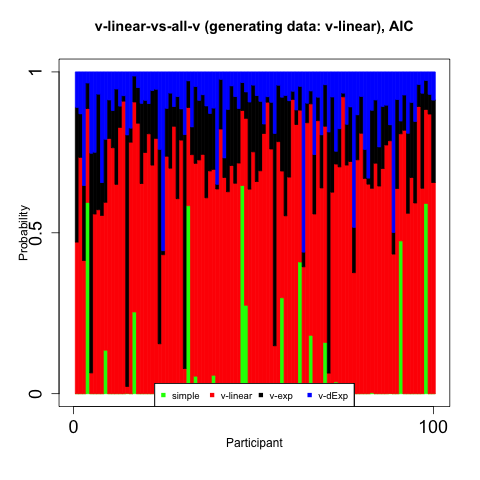 v-linear-vs-all-v (generating data: v-linear), AIC
Probability
1
0.5
0
simple v-linear v-exp v-dExp
0 100
Participant